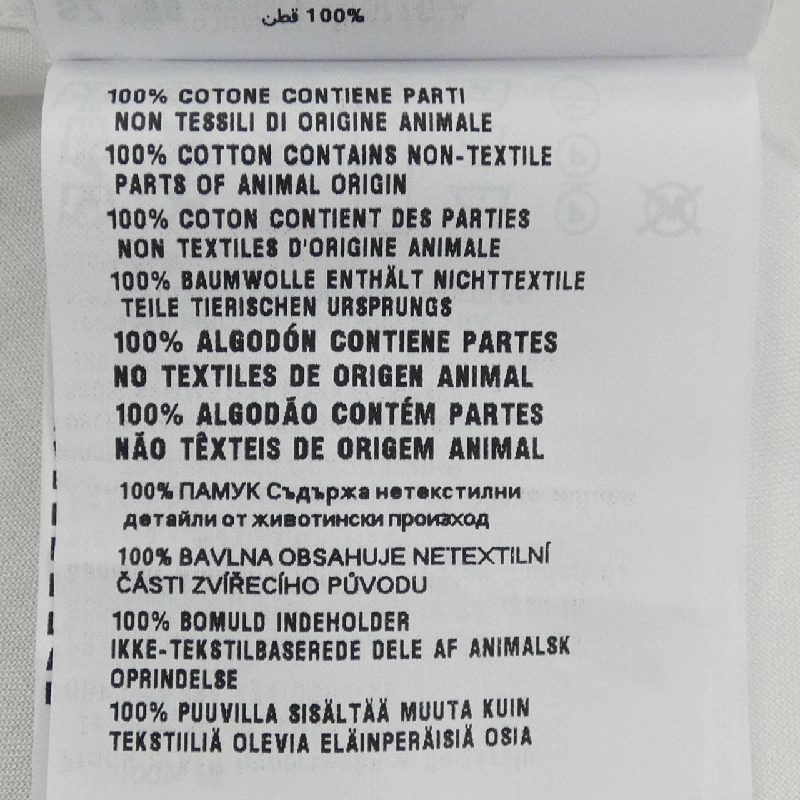 100% قطن
100% COTONE CONTIENE PARTI
NON TESSILI DI ORIGINE ANIMALE
100% COTTON CONTAINS NON-TEXTILE
PARTS OF ANIMAL ORIGIN
100% COTON CONTIENT DES PARTIES
NON TEXTILES D'ORIGINE ANIMALE
100% BAUMWOLLE ENTHÄLT NICHTTEXTILE
TEILE TIERISCHEN URSPRUNGS
100% ALGODÓN CONTIENE PARTES
NO TEXTILES DE ORIGEN ANIMAL
100% ALGODÃO CONTÉM PARTES
NÃO TÊXTEIS DE ORIGEM ANIMAL
100% ПАМУК Съдържа нетекстилни
детайли от животински произход
100% BAVLNA OBSAHUJE NETEXTILNÍ
ČÁSTI ZVÍŘECÍHO PŮVODU
100% BOMULD INDEHOLDER
IKKE-TEKSTILBASEREDE DELE AF ANIMALSK
OPRINDELSE
100% PUUVILLA SISÄLTÄÄ MUUTA KUIN
TEKSTIILIÄ OLEVIA ELÄINPERÄISIÄ OSIA